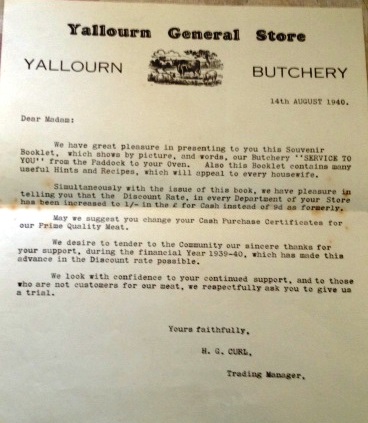 Yallourn General Store
YALLOURN BUTCHERY
14th AUGUST 1940.
Dear Madam:
We have great pleasure in presenting to you this Souvenir
Booklet, which shows by picture, and words, our Butchery ''SERVICE TO
YOU'' from the Paddock to your Oven. Also this Booklet contains many
useful Hints and Recipes, which will appeal to every housewife.
Simultaneously with the issue of this book, we have pleasure in
telling you that the Discount Rate, in every Department of your Store
has been increased to 1/- in the £ for Cash instead of 9d as formerly.
May we suggest you change your Cash Purchase Certificates for
our Prime Quality Meat.
We desire to tender to the Community our sincere thanks for
your support, during the financial Year 1939-40, which has made this
advance in the Discount rate possible.
We look with confidence to your continued support, and to those
who are not customers for our meat, we respectfully ask you to give us
a trial.
Yours faithfully,
H. G. CURL,
Trading Manager.